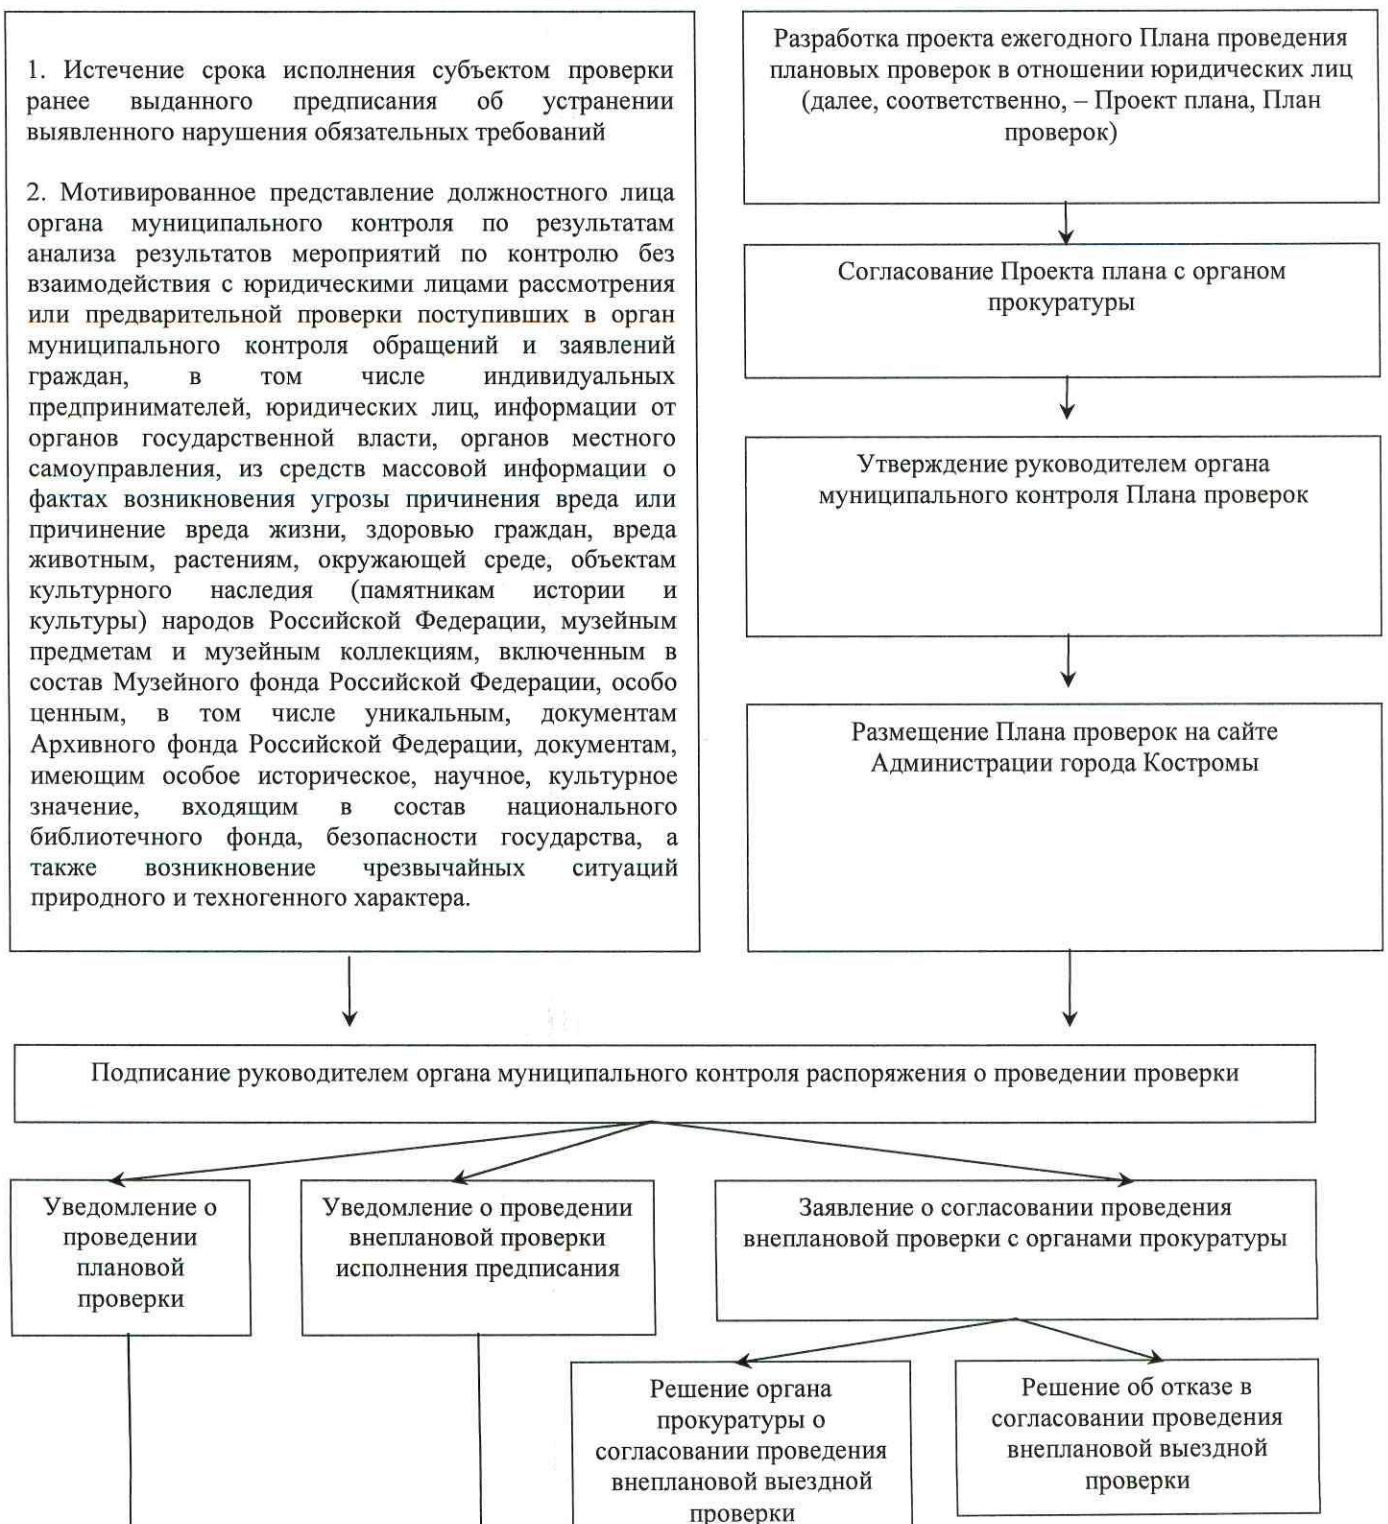 1. Истечение срока исполнения субъектом проверки
ранее выданного предписания об устранении
выявленного нарушения обязательных требований
2. Мотивированное представление должностного лица
органа муниципального контроля по результатам
анализа результатов мероприятий по контролю без
взаимодействия с юридическими лицами рассмотрения
или предварительной проверки поступивших в орган
муниципального контроля обращений и заявлений
граждан, в том числе индивидуальных
предпринимателей, юридических лиц, информации от
органов государственной власти, органов местного
самоуправления, из средств массовой информации о
фактах возникновения угрозы причинения вреда или
причинение вреда жизни, здоровью граждан, вреда
животным, растениям, окружающей среде, объектам
культурного наследия (памятникам истории и
культуры) народов Российской Федерации, музейным
предметам и музейным коллекциям, включенным в
состав Музейного фонда Российской Федерации, особо
ценным, в том числе уникальным, документам
Архивного фонда Российской Федерации, документам,
имеющим особое историческое, научное, культурное
значение, входящим в состав национального
библиотечного фонда, безопасности государства, а
также возникновение чрезвычайных ситуаций
природного и техногенного характера.
Разработка проекта ежегодного Плана проведения
плановых проверок в отношении юридических лиц
(далее, соответственно, – Проект плана, План
проверок)
Согласование Проекта плана с органом
прокуратуры
Утверждение руководителем органа
муниципального контроля Плана проверок
Размещение Плана проверок на сайте
Администрации города Костромы
Подписание руководителем органа муниципального контроля распоряжения о проведении проверки
Уведомление о
проведении
плановой
проверки
Уведомление о проведении
внеплановой проверки
исполнения предписания
Заявление о согласовании проведения
внеплановой проверки с органами прокуратуры
Решение органа
прокуратуры о
согласовании проведения
внеплановой выездной
проверки
Решение об отказе в
согласовании проведения
внеплановой выездной
проверки